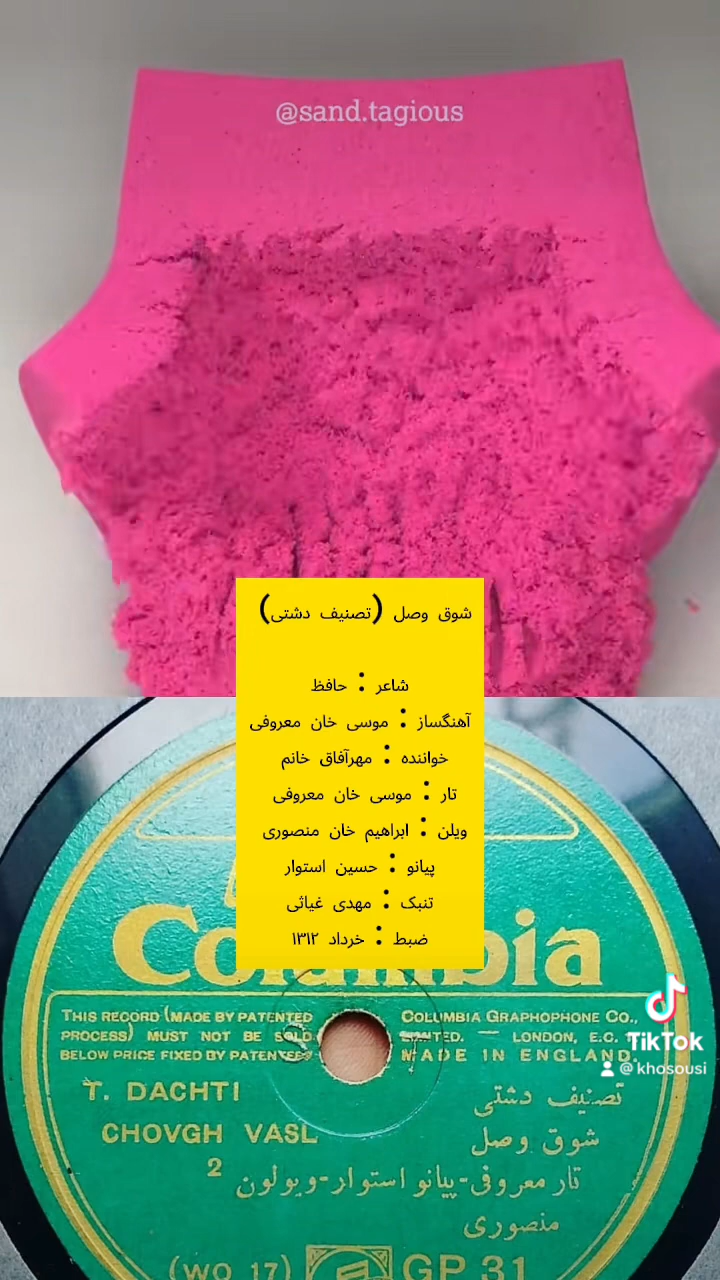 @sand.tagious
شوق وصل (تصنیف دشتی)
شاعر : حافظ
آهنگساز : موسی خان معروفی
خواننده : مهرآفاق خانم
تار : موسی خان معروفی
ویلن : ابراهیم خان منصوری
پیانو : حسین استوار
تنبک : مهدی غیاثی
ضبط : خرداد ۱۳۱۲
Columbia
THIS RECORD (MADE BY PATENTED
PROCESS) MUST NOT BE SOLD
BELOW PRICE FIXED BY PATENTEES
COLUMBIA GRAPHOPHONE CO.,
LIMITED. — LONDON, E.C.
MADE IN ENGLAND.
S T
TikTok
@khosousi
T. DACHTI
تصنیف دشتی
CHOVGH VASL
شوق وصل
2
تار معروفی-پیانو استوار-ویولون
منصوری
(WO 17)
GP 31